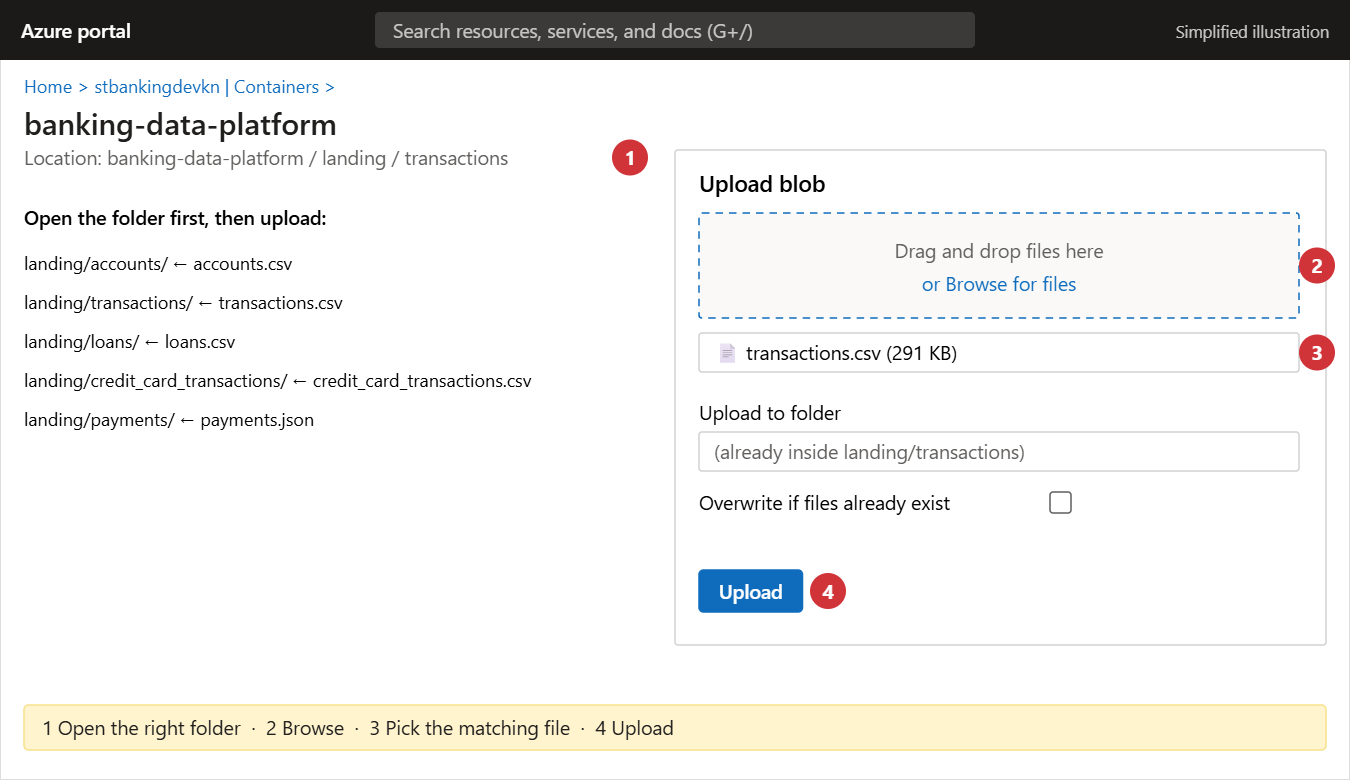 Azure portal
Search resources, services, and docs (G+/)
Simplified illustration
Home > stbankingdevkn | Containers >
banking-data-platform
Location: banking-data-platform / landing / transactions
1
Open the folder first, then upload:
landing/accounts/ ← accounts.csv
landing/transactions/ ← transactions.csv
landing/loans/ ← loans.csv
landing/credit_card_transactions/ ← credit_card_transactions.csv
landing/payments/ ← payments.json
Upload blob
Drag and drop files here
or Browse for files
2
transactions.csv (291 KB)
3
Upload to folder
(already inside landing/transactions)
Overwrite if files already exist
Upload
4
1 Open the right folder · 2 Browse · 3 Pick the matching file · 4 Upload